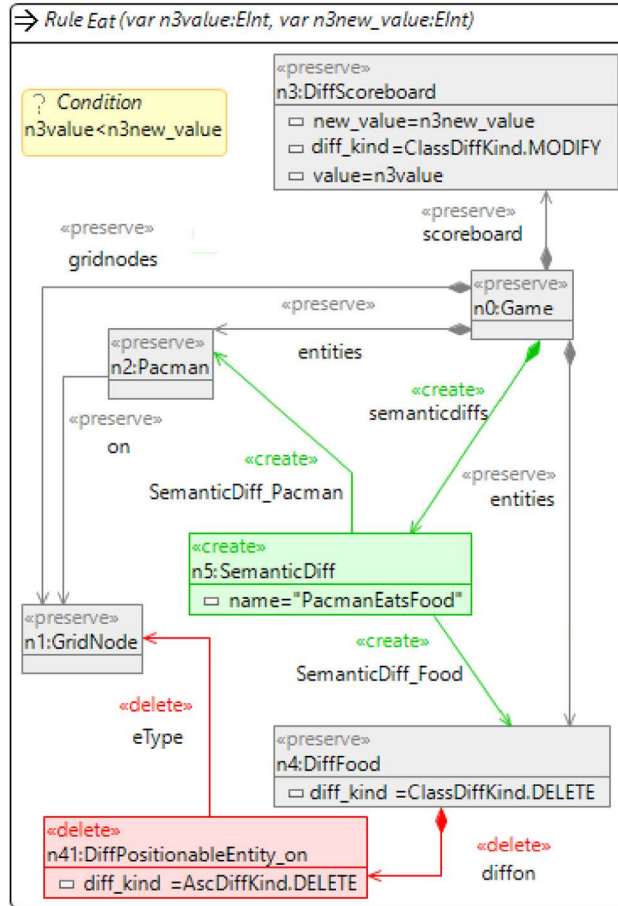 Rule Eat (var n3value:EInt, var n3new_value:EInt)
? Condition
n3value<n3new_value
«preserve»
n3:DiffScoreboard
new_value=n3new_value
diff_kind =ClassDiffKind.MODIFY
value=n3value
«preserve»
scoreboard
«preserve»
gridnodes
«preserve»
n0:Game
«preserve»
entities
«preserve»
n2:Pacman
«preserve»
on
«create»
semanticdiffs
«create»
SemanticDiff_Pacman
«preserve»
entities
«create»
n5:SemanticDiff
name="PacmanEatsFood"
«preserve»
n1:GridNode
«create»
SemanticDiff_Food
«delete»
eType
«preserve»
n4:DiffFood
diff_kind =ClassDiffKind.DELETE
«delete»
n41:DiffPositionableEntity_on
diff_kind =AscDiffKind.DELETE
«delete»
diffon